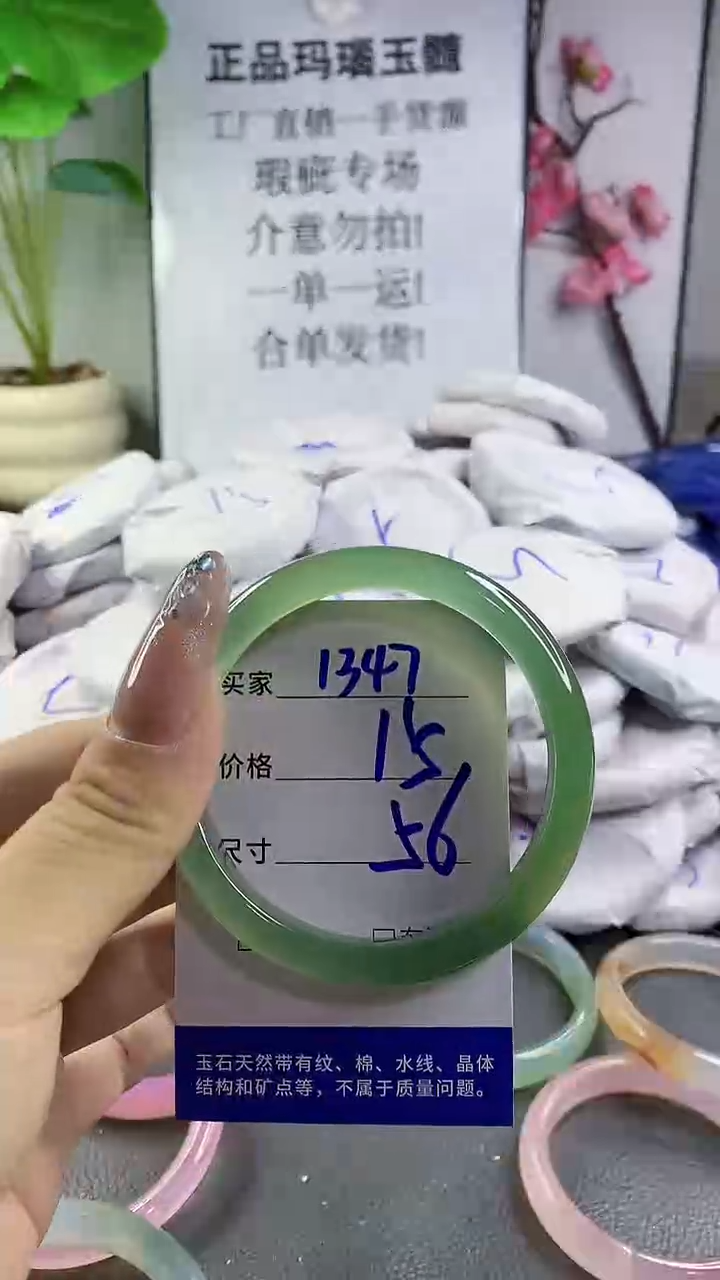 正品玛瑙玉髓
工厂直销一手货源
瑕疵专场
介意勿拍!
一单一运!
合单发货!
买家 1347
价格 15
尺寸 56
玉石天然带有纹、棉、水线、晶体
结构和矿点等，不属于质量问题。